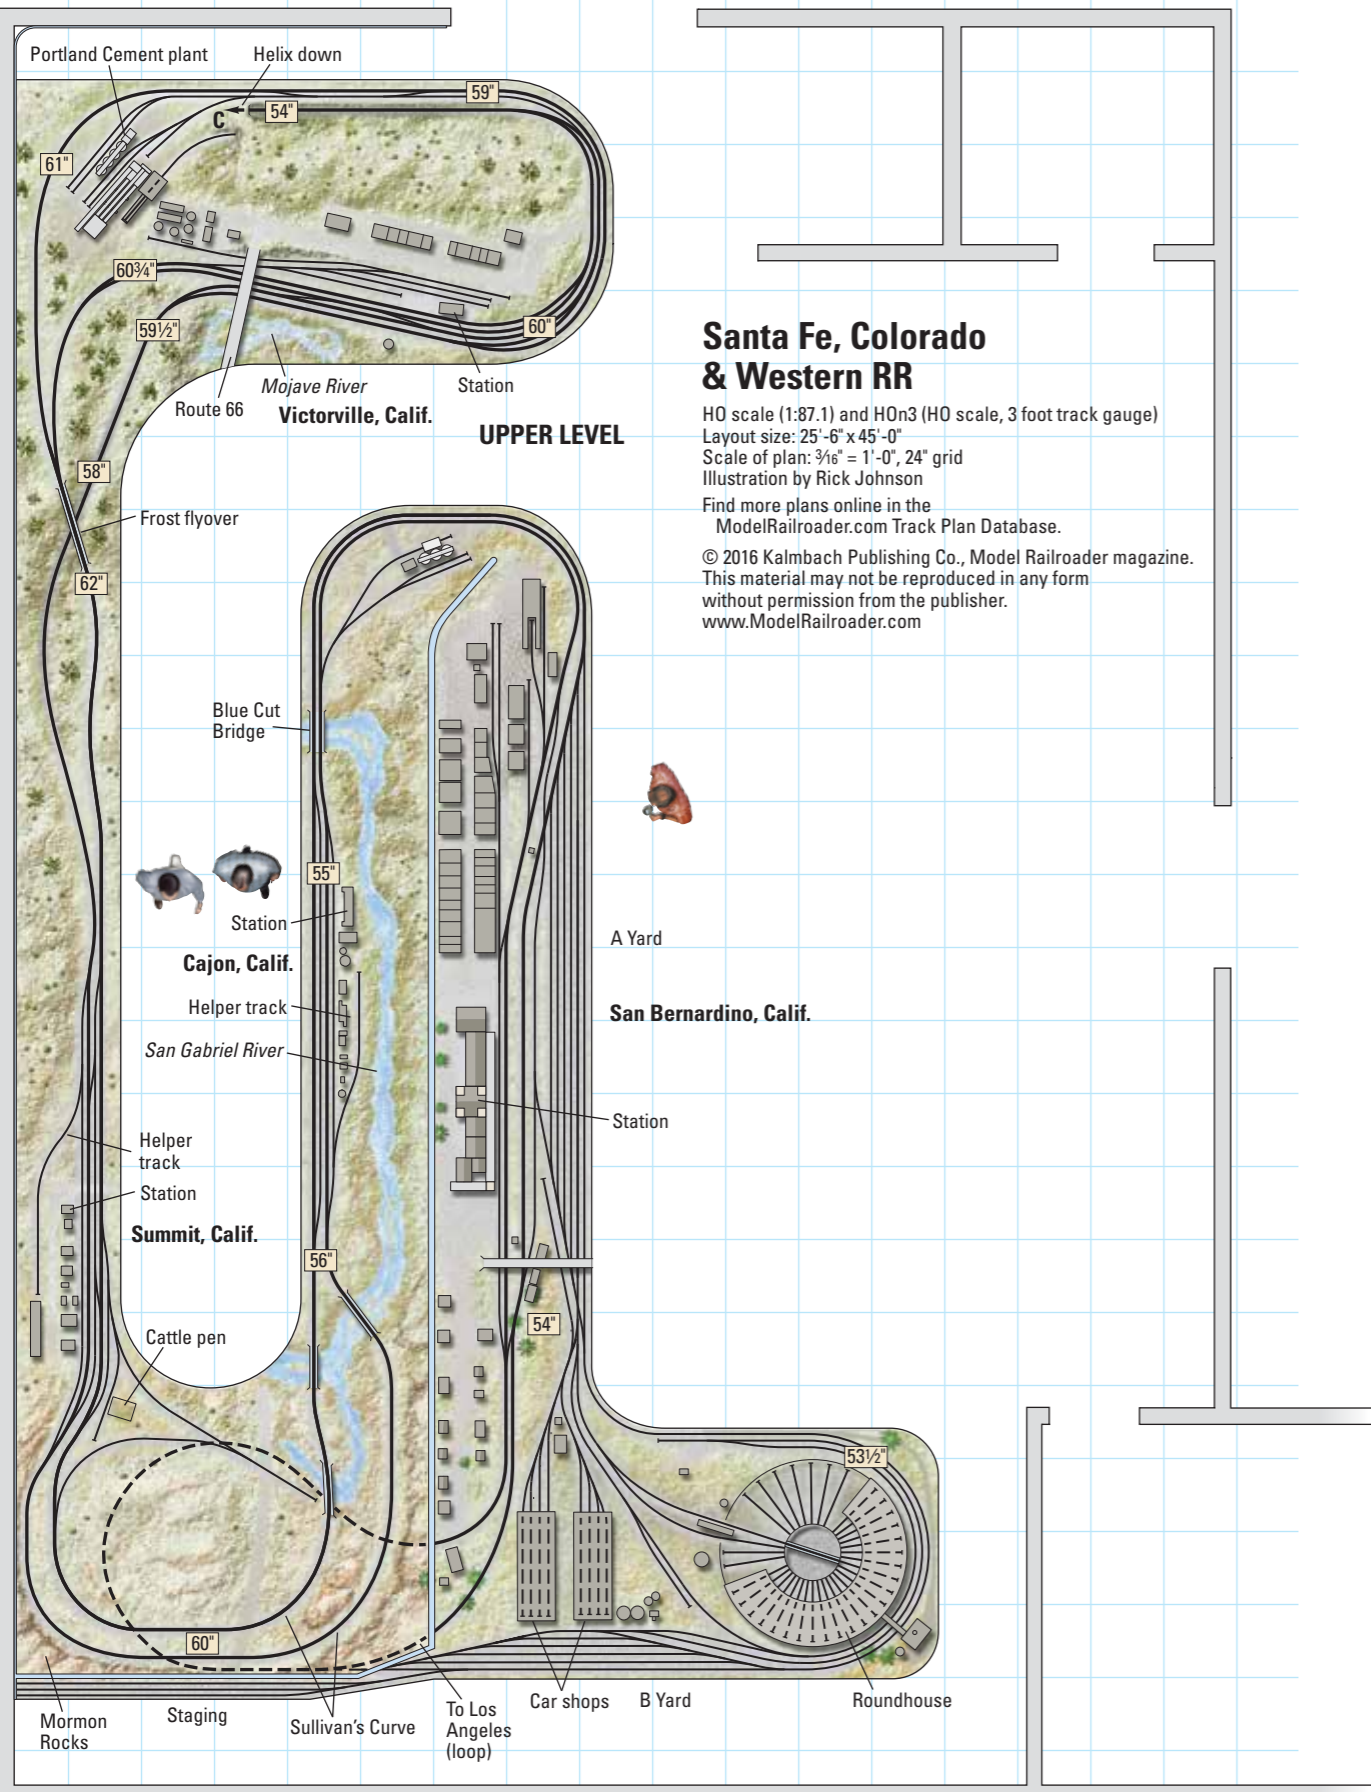 Portland Cement plant
Helix down
59"
54"
C
61"
60¾"
59½"
60"
Mojave River
Station
Route 66
Victorville, Calif.
UPPER LEVEL
Santa Fe, Colorado
& Western RR
HO scale (1:87.1) and HOn3 (HO scale, 3 foot track gauge)
Layout size: 25'-6" x 45'-0"
Scale of plan: 3⁄16" = 1'-0", 24" grid
Illustration by Rick Johnson
Find more plans online in the
ModelRailroader.com Track Plan Database.
© 2016 Kalmbach Publishing Co., Model Railroader magazine.
This material may not be reproduced in any form
without permission from the publisher.
www.ModelRailroader.com
58"
Frost flyover
62"
Blue Cut
Bridge
55"
Station
Cajon, Calif.
Helper track
San Gabriel River
A Yard
San Bernardino, Calif.
Station
Helper
track
Station
Summit, Calif.
56"
54"
Cattle pen
53½"
60"
Mormon
Rocks
Staging
Sullivan's Curve
To Los
Angeles
(loop)
Car shops
B Yard
Roundhouse